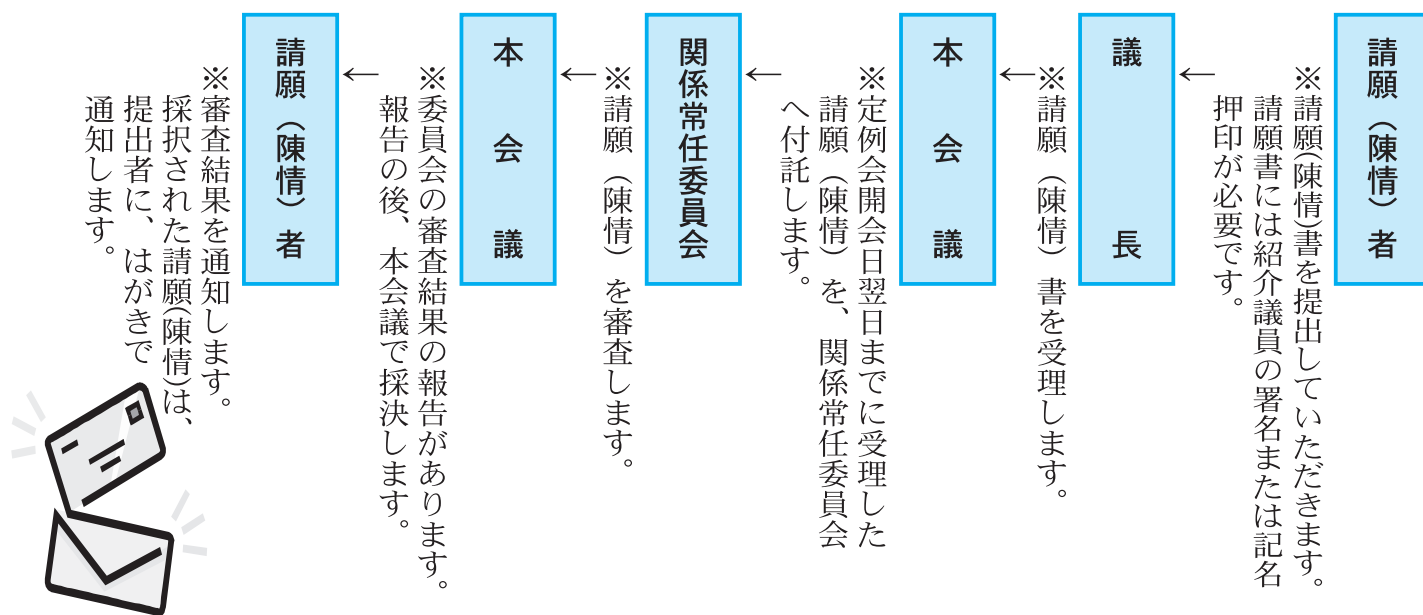 請願（陳情）者
※請願(陳情)書を提出していただきます。
請願書には紹介議員の署名または記名
押印が必要です。
←
議長
※請願（陳情）書を受理します。
←
本会議
※定例会開会日翌日までに受理した
請願（陳情）を、関係常任委員会
へ付託します。
←
関係常任委員会
※請願（陳情）を審査します。
←
本会議
※委員会の審査結果の報告があります。
報告の後、本会議で採決します。
←
請願（陳情）者
※審査結果を通知します。
採択された請願(陳情)は、
提出者に、はがきで
通知します。